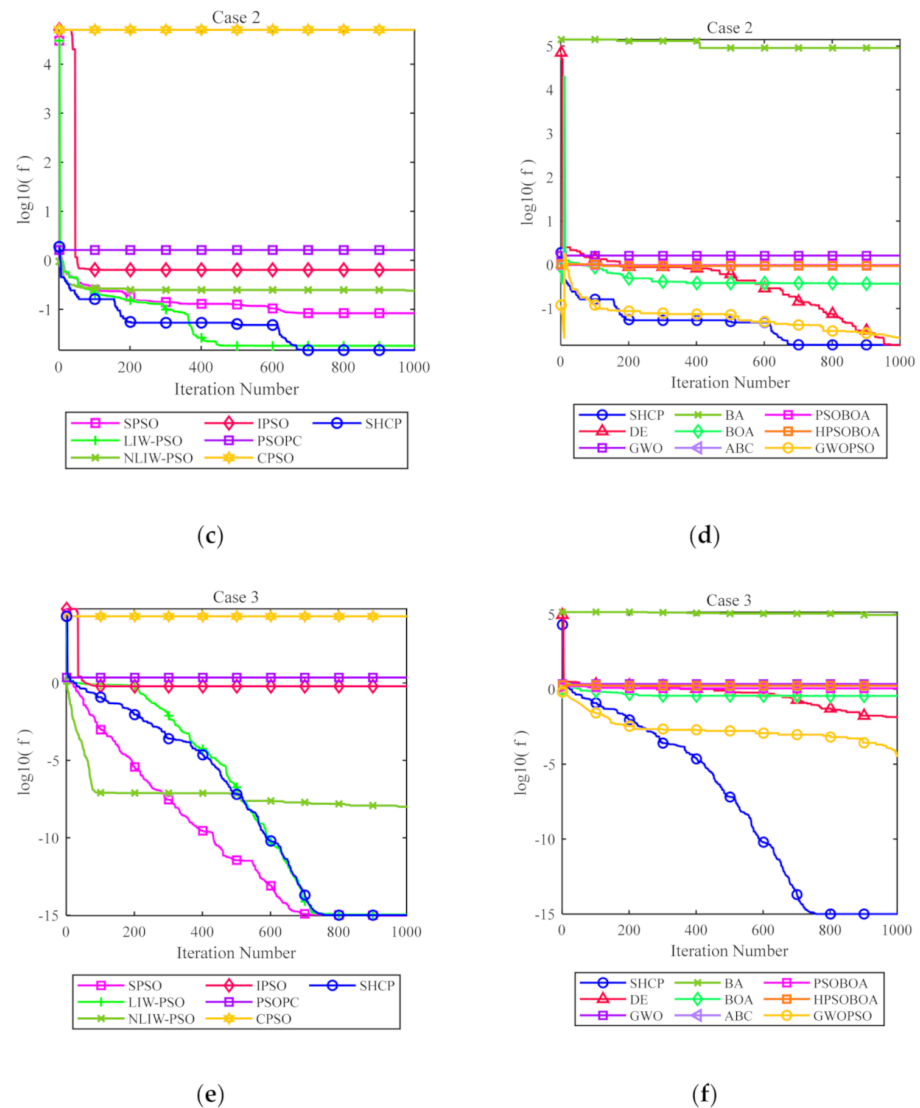 Case 2
4
2
1
0
-1
log10( f )
0 200 400 600 800 1000
Iteration Number
SPSO IPSO SHCP
LIW-PSO PSOPC
NLIW-PSO CPSO
(c)
Case 2
5
4
3
2
1
0
-1
log10( f )
0 200 400 600 800 1000
Iteration Number
SHCP BA PSOBOA
DE BOA HPSOBOA
GWO ABC GWOPSO
(d)
Case 3
0
-5
-10
-15
log10( f )
0 200 400 600 800 1000
Iteration Number
SPSO IPSO SHCP
LIW-PSO PSOPC
NLIW-PSO CPSO
(e)
Case 3
5
0
-5
-10
-15
log10( f )
0 200 400 600 800 1000
Iteration Number
SHCP BA PSOBOA
DE BOA HPSOBOA
GWO ABC GWOPSO
(f)